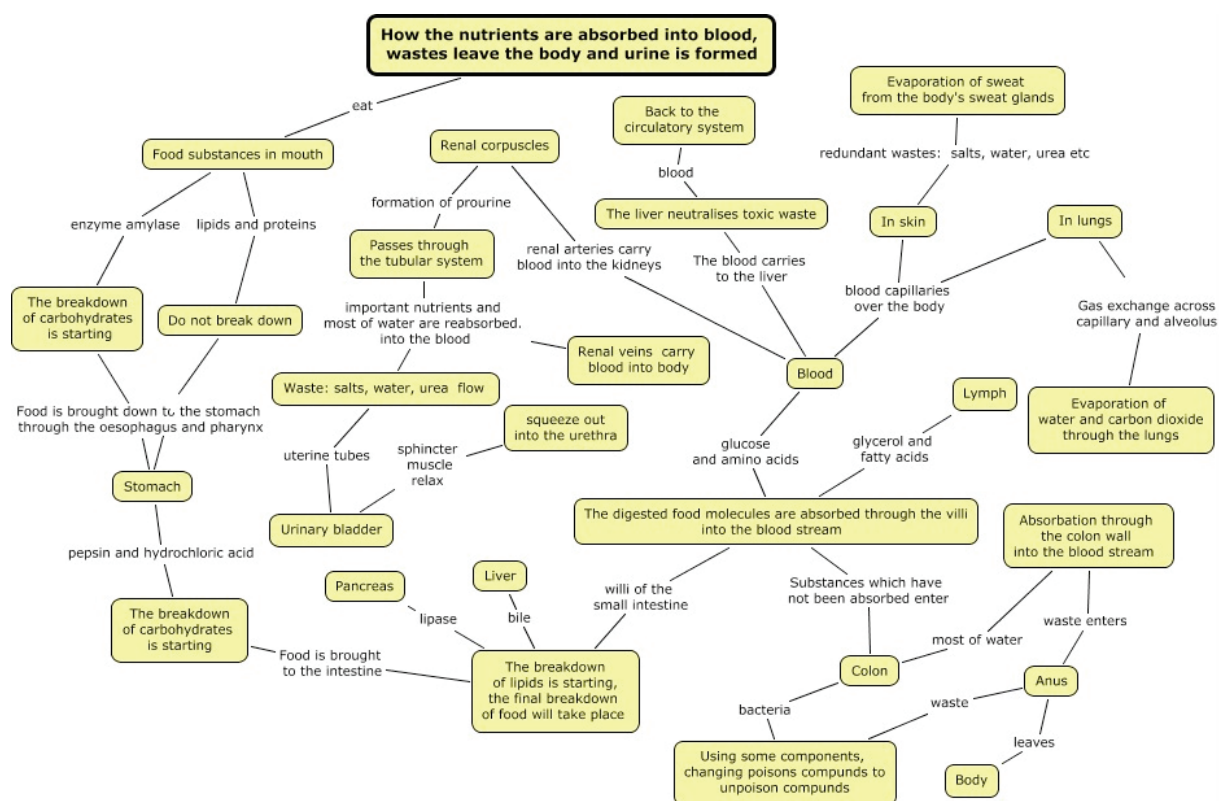 How the nutrients are absorbed into blood,
wastes leave the body and urine is formed
eat
Food substances in mouth
enzyme amylase
lipids and proteins
The breakdown
of carbohydrates
is starting
Do not break down
Food is brought down to the stomach
through the oesophagus and pharynx
Stomach
pepsin and hydrochloric acid
The breakdown
of carbohydrates
is starting
Food is brought
to the intestine
Renal corpuscles
formation of prourine
Passes through
the tubular system
important nutrients and
most of water are reabsorbed.
into the blood
Renal veins carry
blood into body
Waste: salts, water, urea flow
uterine tubes
Urinary bladder
sphincter
muscle
relax
squeeze out
into the urethra
renal arteries carry
blood into the kidneys
Back to the
circulatory system
blood
The liver neutralises toxic waste
The blood carries
to the liver
Evaporation of sweat
from the body's sweat glands
redundant wastes: salts, water, urea etc
In skin
In lungs
blood capillaries
over the body
Gas exchange across
capillary and alveolus
Evaporation of
water and carbon dioxide
through the lungs
Blood
Lymph
glucose
and amino acids
glycerol and
fatty acids
The digested food molecules are absorbed through the villi
into the blood stream
Pancreas
lipase
Liver
bile
willi of the
small intestine
The breakdown
of lipids is starting,
the final breakdown
of food will take place
Substances which have
not been absorbed enter
Absorbation through
the colon wall
into the blood stream
most of water
waste enters
Colon
Anus
bacteria
waste
leaves
Using some components,
changing poisons compunds to
unpoison compunds
Body